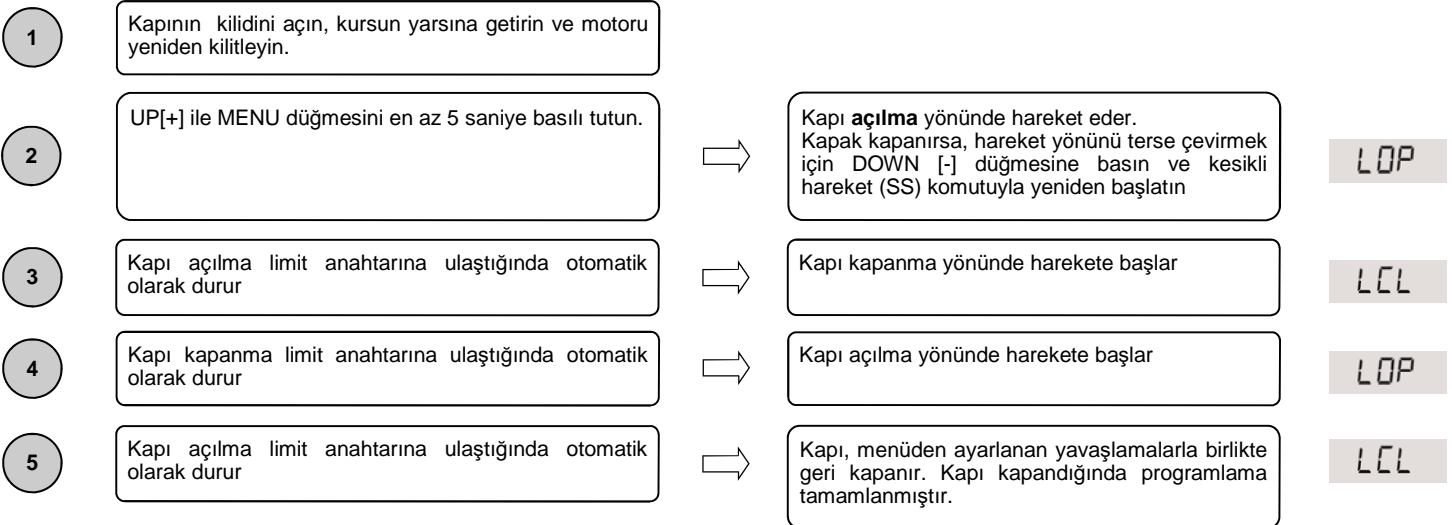 1
Kapının kilidini açın, kursun yarsına getirin ve motoru
yeniden kilitleyin.
2
UP[+] ile MENU düğmesini en az 5 saniye basılı tutun.
Kapı açılma yönünde hareket eder.
Kapak kapanırsa, hareket yönünü terse çevirmek
için DOWN [-] düğmesine basın ve kesikli
hareket (SS) komutuyla yeniden başlatın
LOP
3
Kapı açılma limit anahtarına ulaştığında otomatik
olarak durur
Kapı kapanma yönünde harekete başlar
LCL
4
Kapı kapanma limit anahtarına ulaştığında otomatik
olarak durur
Kapı açılma yönünde harekete başlar
LOP
5
Kapı açılma limit anahtarına ulaştığında otomatik
olarak durur
Kapı, menüden ayarlanan yavaşlamalarla birlikte
geri kapanır. Kapı kapandığında programlama
tamamlanmıştır.
LCL